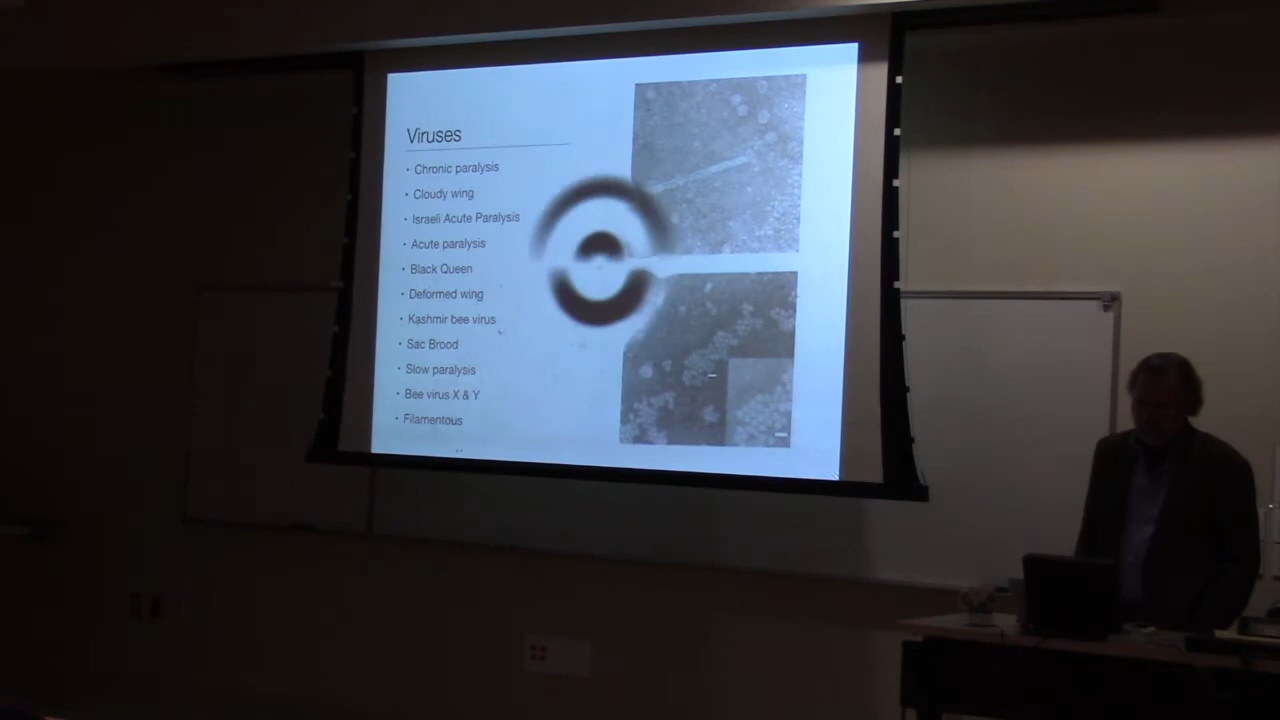 Viruses
• Chronic paralysis
• Cloudy wing
• Israeli Acute Paralysis
• Acute paralysis
• Black Queen
• Deformed wing
• Kashmir bee virus
• Sac Brood
• Slow paralysis
• Bee virus X & Y
• Filamentous